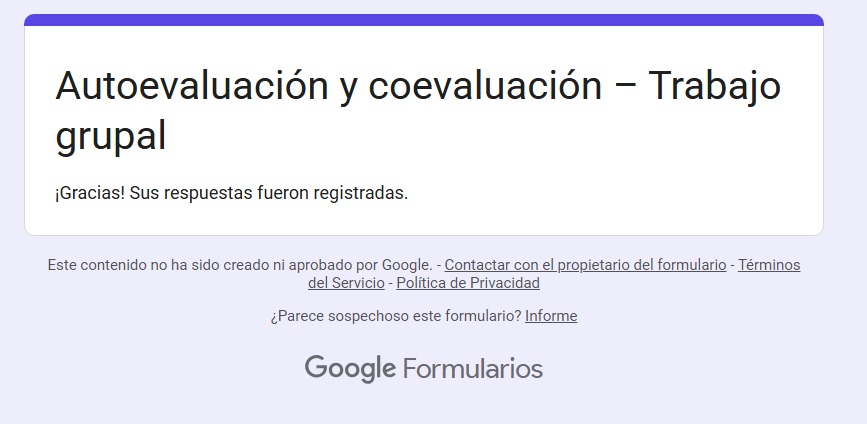 Autoevaluación y coevaluación – Trabajo
grupal
¡Gracias! Sus respuestas fueron registradas.
Este contenido no ha sido creado ni aprobado por Google. - Contactar con el propietario del formulario - Términos
del Servicio - Política de Privacidad
¿Parece sospechoso este formulario? Informe
Google Formularios